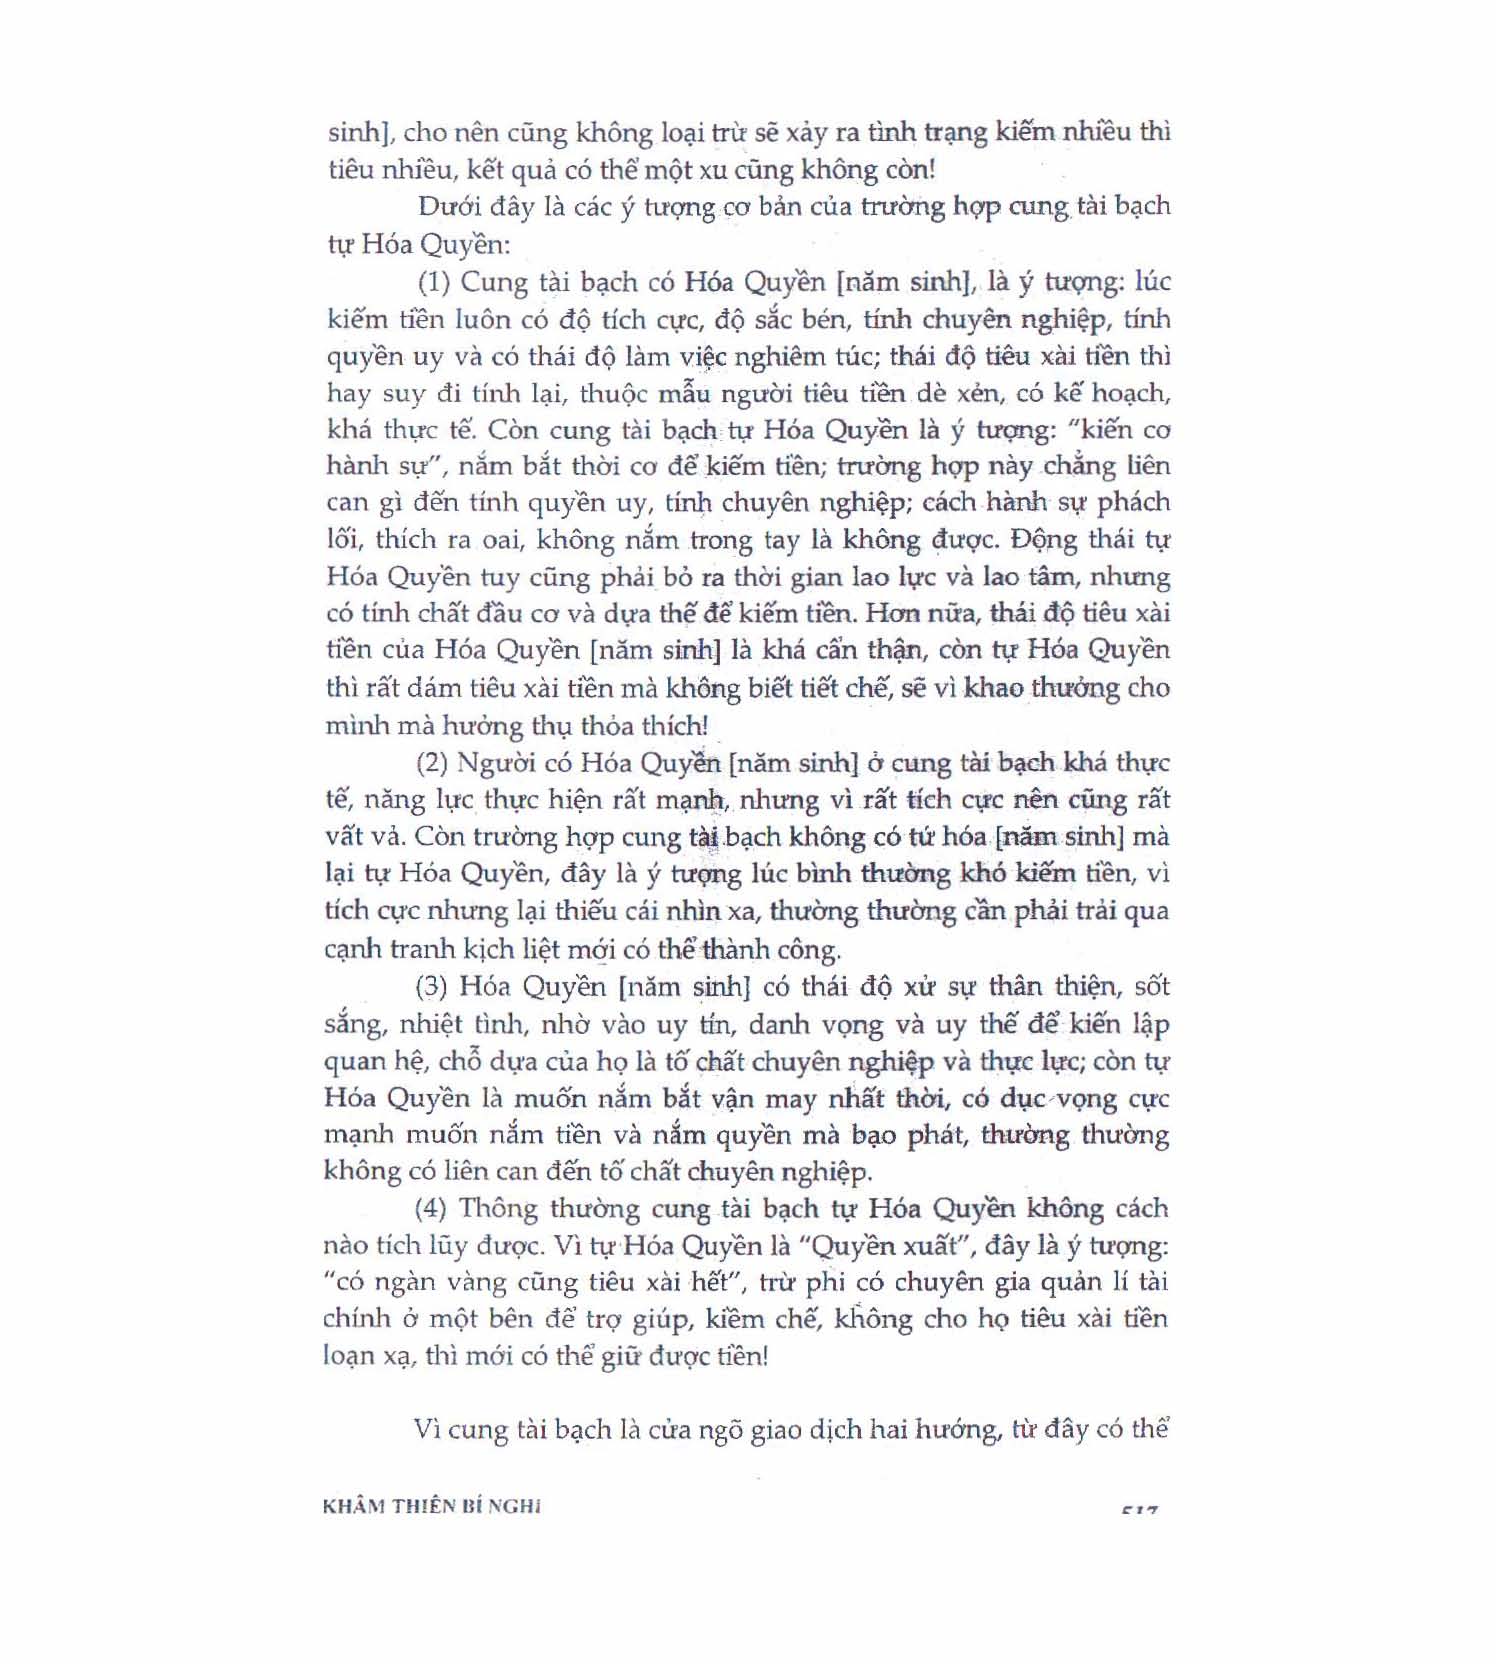 sinh], cho nên cũng không loại trừ sẽ xảy ra tình trạng kiếm nhiều thì
tiêu nhiều, kết quả có thể một xu cũng không còn!
Dưới đây là các ý tượng cơ bản của trường hợp cung tài bạch
tự Hóa Quyền:
(1) Cung tài bạch có Hóa Quyền [năm sinh], là ý tượng: lúc
kiếm tiền luôn có độ tích cực, độ sắc bén, tính chuyên nghiệp, tính
quyền uy và có thái độ làm việc nghiêm túc; thái độ tiêu xài tiền thì
hay suy đi tính lại, thuộc mẫu người tiêu tiền dè xẻn, có kế hoạch,
khá thực tế. Còn cung tài bạch tự Hóa Quyền là ý tượng: "kiến cơ
hành sự", nắm bắt thời cơ để kiếm tiền; trường hợp này chẳng liên
can gì đến tính quyền uy, tính chuyên nghiệp; cách hành sự phách
lối, thích ra oai, không nắm trong tay là không được. Động thái tự
Hóa Quyền tuy cũng phải bỏ ra thời gian lao lực và lao tâm, nhưng
có tính chất đầu cơ và dựa thế để kiếm tiền. Hơn nữa, thái độ tiêu xài
tiền của Hóa Quyền [năm sinh] là khá cẩn thận, còn tự Hóa Quyền
thì rất dám tiêu xài tiền mà không biết tiết chế, sẽ vì khao thưởng cho
mình mà hưởng thụ thỏa thích!
(2) Người có Hóa Quyền [năm sinh] ở cung tài bạch khá thực
tế, năng lực thực hiện rất mạnh, nhưng vì rất tích cực nên cũng rất
vất vả. Còn trường hợp cung tài bạch không có tứ hóa [năm sinh] mà
lại tự Hóa Quyền, đây là ý tượng lúc bình thường khó kiếm tiền, vì
tích cực nhưng lại thiếu cái nhìn xa, thường thường cần phải trải qua
cạnh tranh kịch liệt mới có thể thành công.
(3) Hóa Quyền [năm sinh] có thái độ xử sự thân thiện, sốt
sắng, nhiệt tình, nhờ vào uy tín, danh vọng và uy thế để kiến lập
quan hệ, chỗ dựa của họ là tố chất chuyên nghiệp và thực lực; còn tự
Hóa Quyền là muốn nắm bắt vận may nhất thời, có dục vọng cực
mạnh muốn nắm tiền và nắm quyền mà bạo phát, thường thường
không có liên can đến tố chất chuyên nghiệp.
(4) Thông thường cung tài bạch tự Hóa Quyền không cách
nào tích lũy được. Vì tự Hóa Quyền là "Quyền xuất", đây là ý tượng:
"có ngàn vàng cũng tiêu xài hết", trừ phi có chuyên gia quản lí tài
chính ở một bên để trợ giúp, kiềm chế, không cho họ tiêu xài tiền
loạn xạ, thì mới có thể giữ được tiền!
Vì cung tài bạch là cửa ngõ giao dịch hai hướng, từ đây có thể
KHÂM THIÊN BÍ NGHI
517